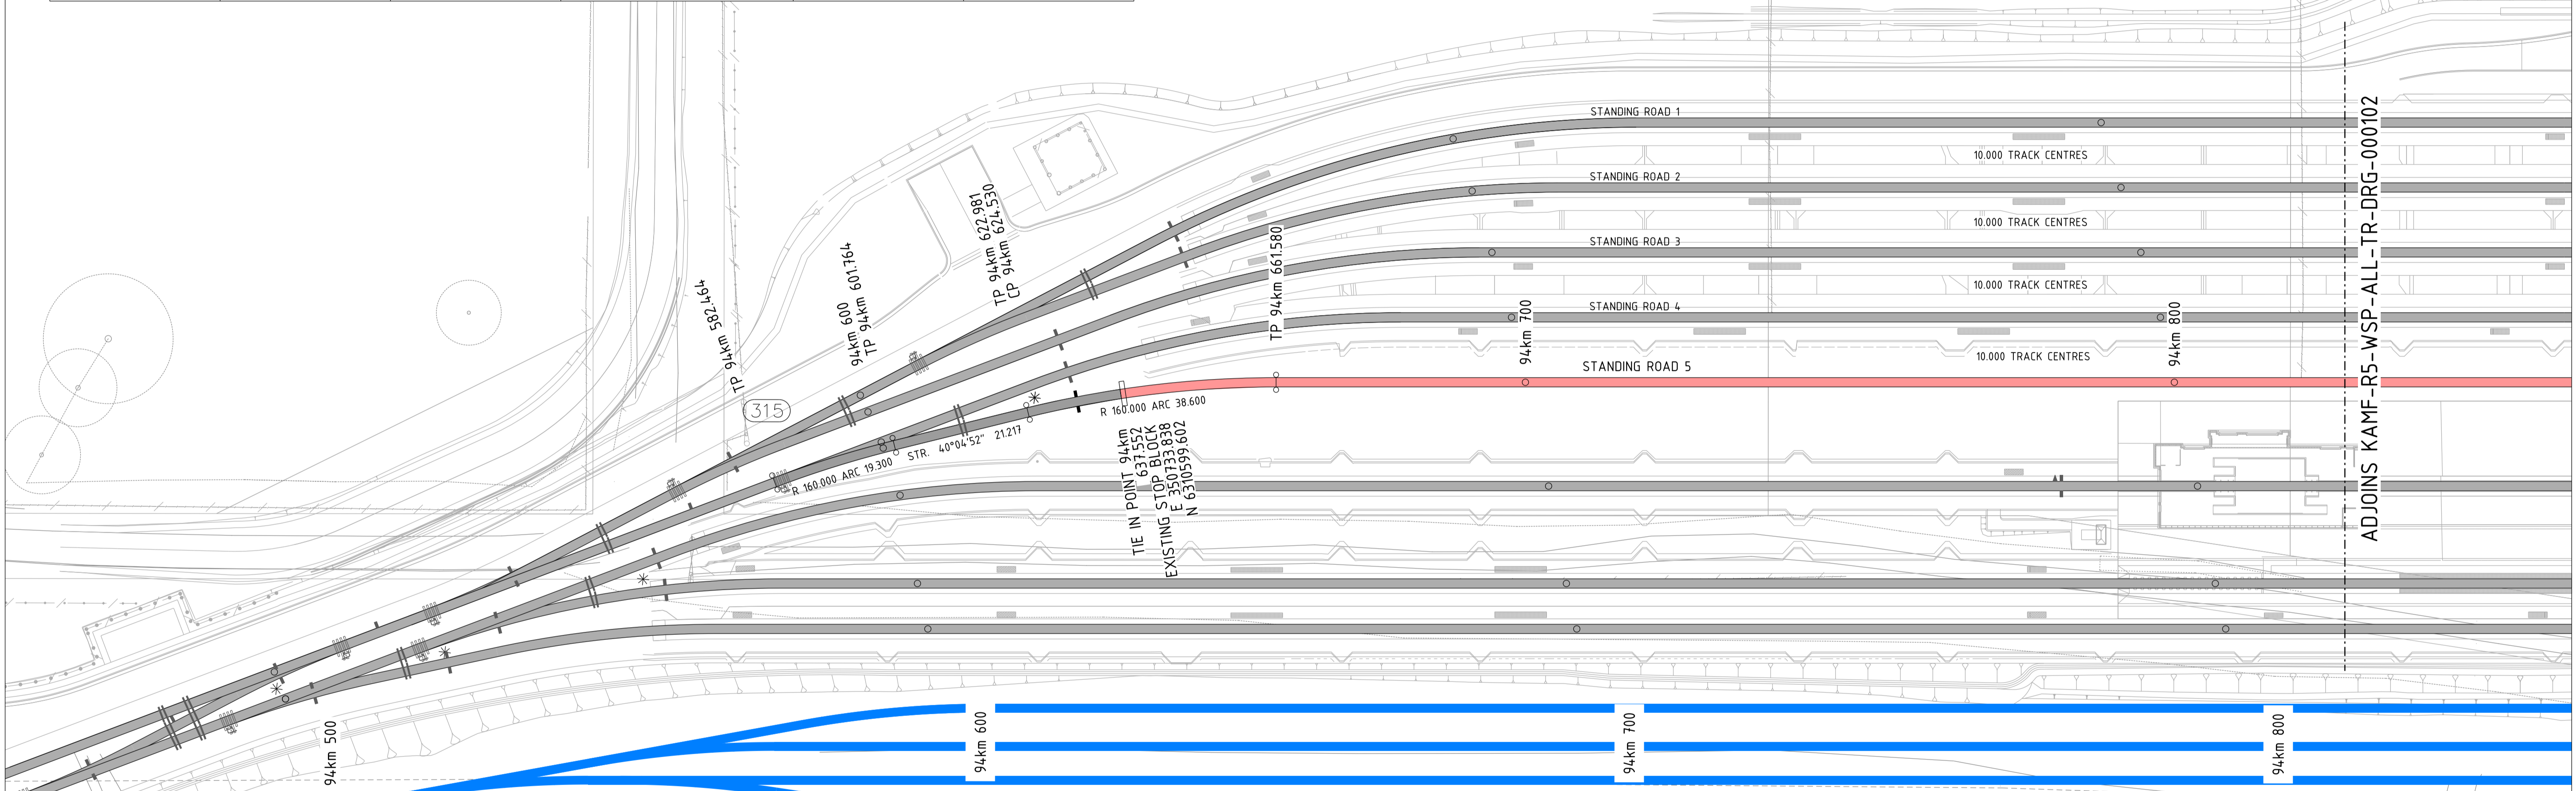 STANDING ROAD 1
10.000 TRACK CENTRES
STANDING ROAD 2
10.000 TRACK CENTRES
STANDING ROAD 3
10.000 TRACK CENTRES
STANDING ROAD 4
10.000 TRACK CENTRES
STANDING ROAD 5
TP 94km 582.464
94km 600
TP 94km 601.764
TP 94km 622.981
CP 94km 624.530
TP 94km 661.580
94km 700
94km 800
ADJOINS KAMF-R5-WSP-ALL-TR-DRG-000102
315
R 160.000 ARC 19.300
STR. 40°04'52" 21.217
R 160.000 ARC 38.600
TIE IN POINT 94km
637.552
EXISTING STOP BLOCK
E 350733.838
N 6310599.602
94km 500
94km 600
94km 700
94km 800